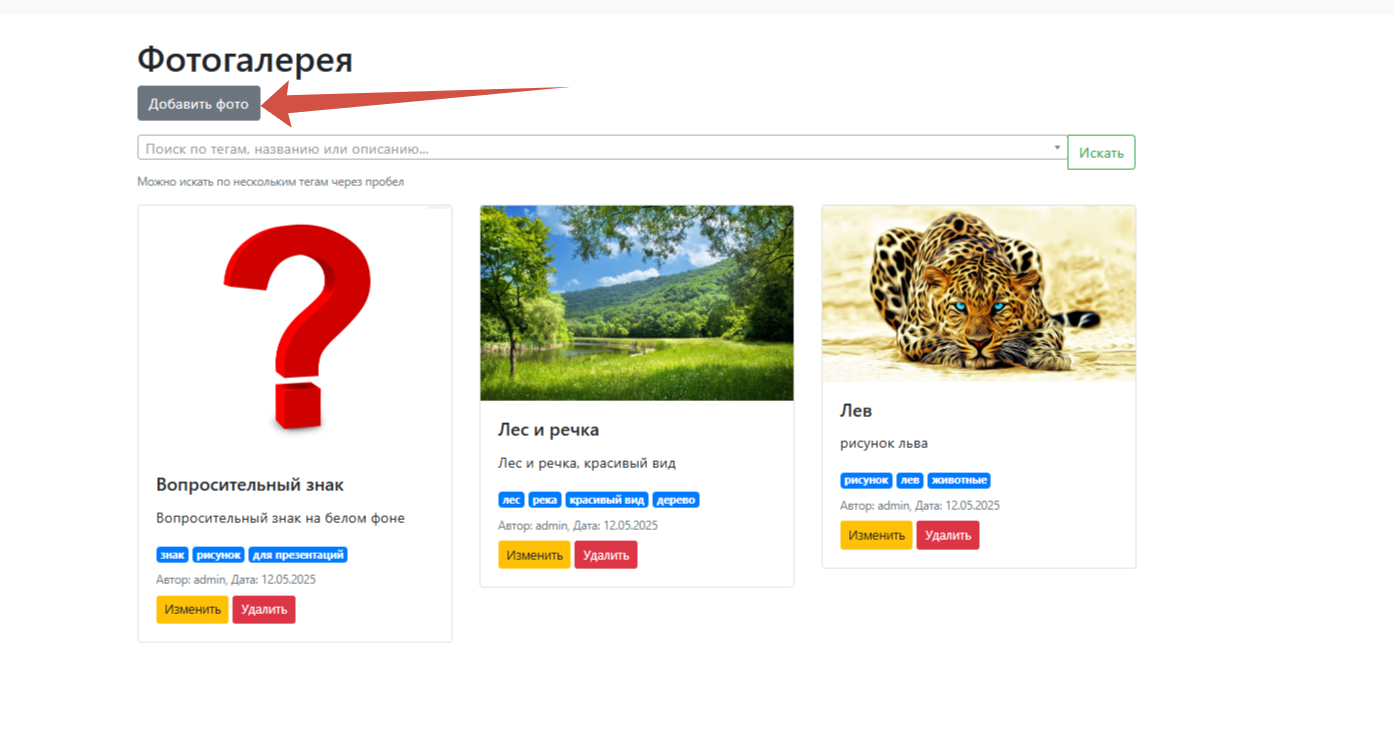 Фотогалерея
Добавить фото
Поиск по тегам, названию или описанию...
Искать
Можно искать по нескольким тегам через пробел
Вопросительный знак
Вопросительный знак на белом фоне
знак рисунок для презентаций
Автор: admin, Дата: 12.05.2025
Изменить Удалить
Лес и речка
Лес и речка, красивый вид
лес река красивый вид дерево
Автор: admin, Дата: 12.05.2025
Изменить Удалить
Лев
рисунок льва
рисунок лев животные
Автор: admin, Дата: 12.05.2025
Изменить Удалить